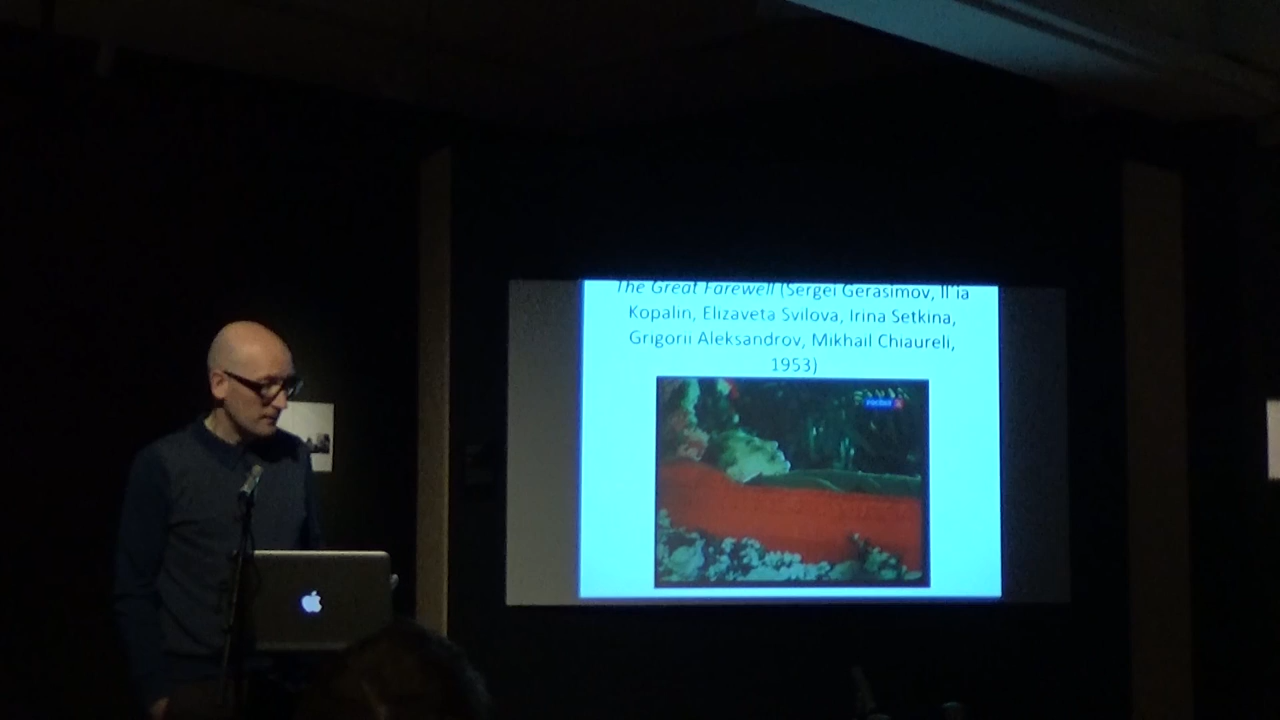 The Great Farewell (Sergei Gerasimov, Il'ia
Kopalin, Elizaveta Svilova, Irina Setkina,
Grigorii Aleksandrov, Mikhail Chiaureli,
1953)